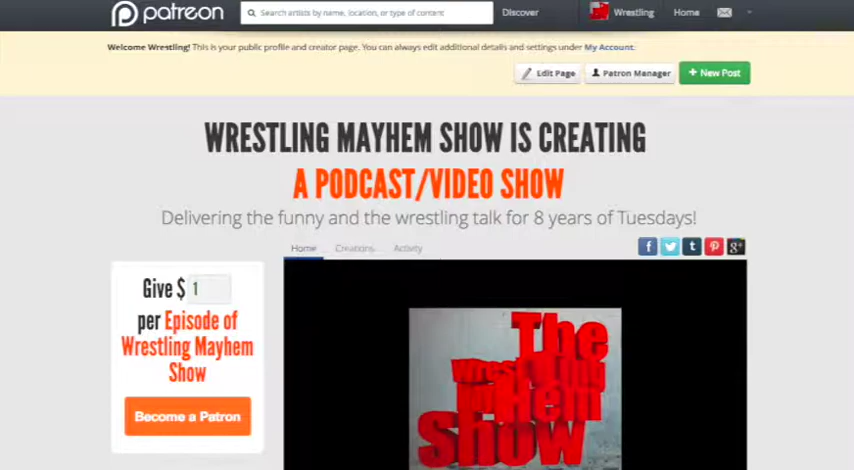 patreon Search artists by name, location, or type of content Discover Wrestling Home
Welcome Wrestling! This is your public profile and creator page. You can always edit additional details and settings under My Account.
Edit Page Patron Manager + New Post
WRESTLING MAYHEM SHOW IS CREATING
A PODCAST/VIDEO SHOW
Delivering the funny and the wrestling talk for 8 years of Tuesdays!
Home Creations Activity f t g+
Give $ 1
per Episode of
Wrestling Mayhem
Show
Become a Patron
The
Wrestling
Mayhem
Show